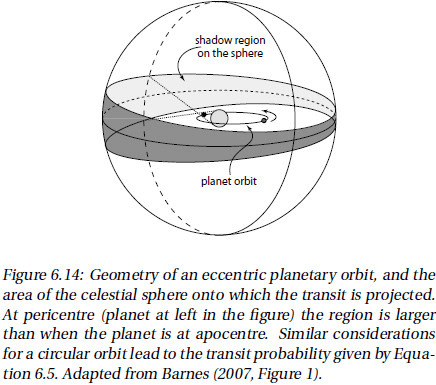 shadow region
on the sphere
planet orbit
Figure 6.14: Geometry of an eccentric planetary orbit, and the
area of the celestial sphere onto which the transit is projected.
At pericentre (planet at left in the figure) the region is larger
than when the planet is at apocentre. Similar considerations
for a circular orbit lead to the transit probability given by Equa-
tion 6.5. Adapted from Barnes (2007, Figure 1).